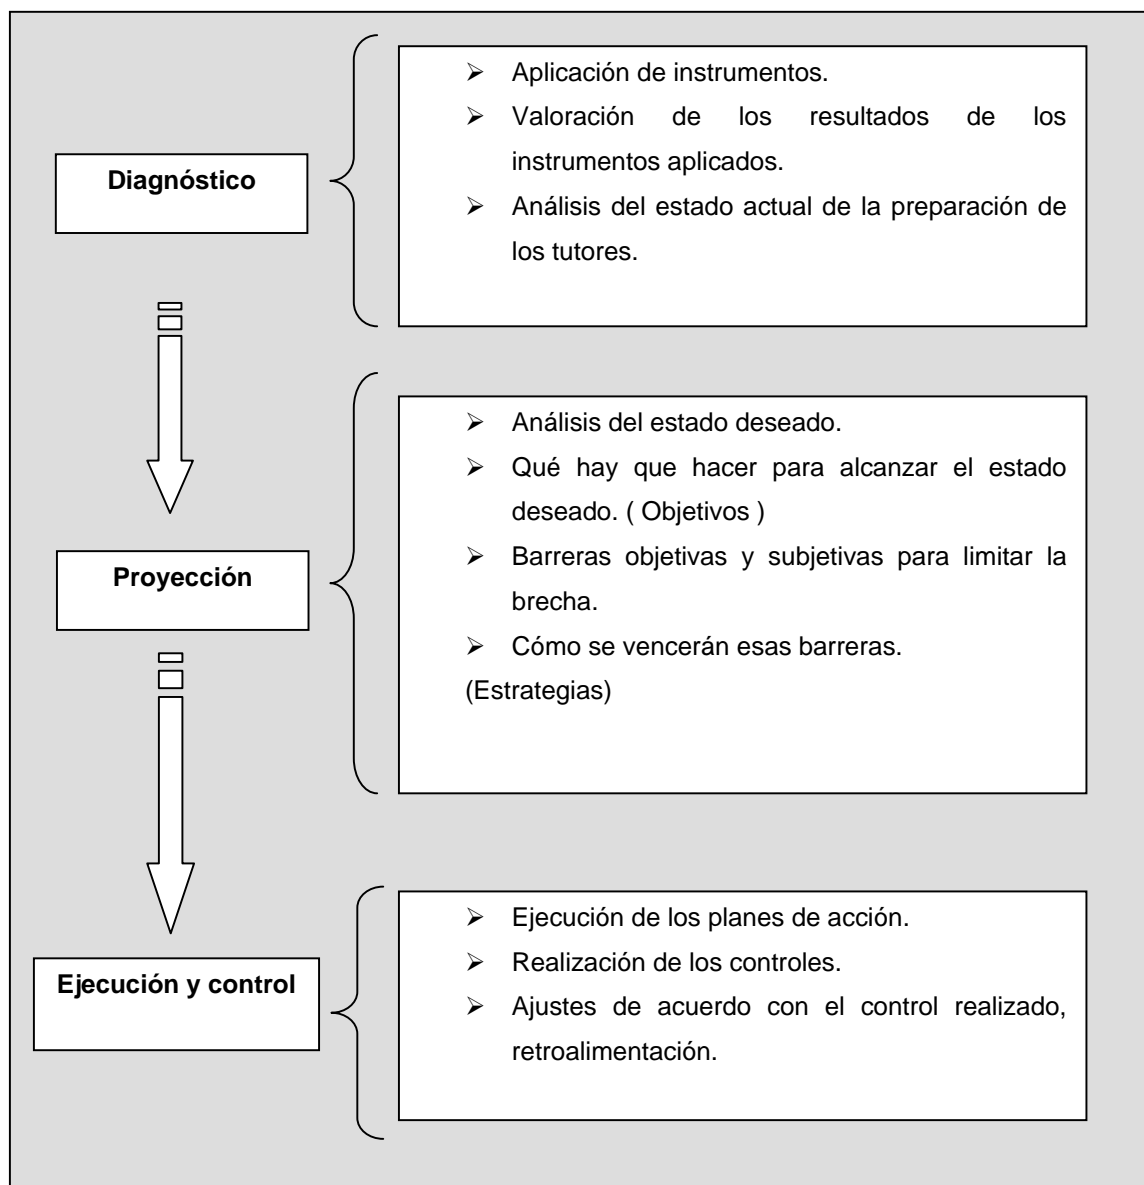 Diagnóstico
➢ Aplicación de instrumentos.
➢ Valoración de los resultados de los
instrumentos aplicados.
➢ Análisis del estado actual de la preparación de
los tutores.
Proyección
➢ Análisis del estado deseado.
➢ Qué hay que hacer para alcanzar el estado
deseado. ( Objetivos )
➢ Barreras objetivas y subjetivas para limitar la
brecha.
➢ Cómo se vencerán esas barreras.
(Estrategias)
Ejecución y control
➢ Ejecución de los planes de acción.
➢ Realización de los controles.
➢ Ajustes de acuerdo con el control realizado,
retroalimentación.